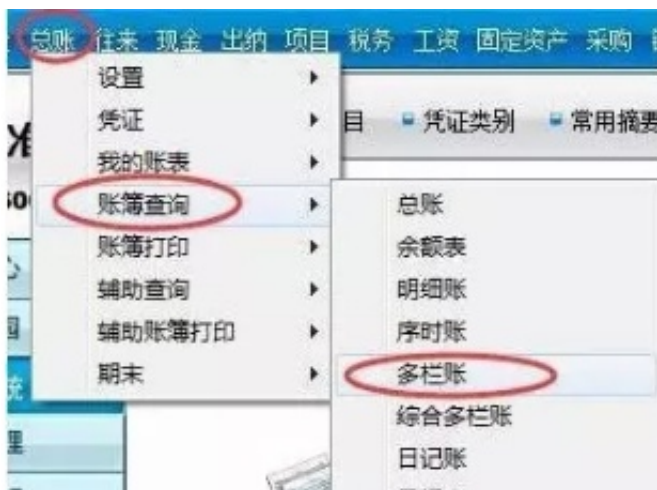 总账 往来 现金 出纳 项目 税务 工资 固定资产 采购
设置
凭证
目 凭证类别 常用摘要
我的账表
账簿查询
总账
账簿打印
余额表
辅助查询
明细账
辅助账簿打印
序时账
期末
多栏账
综合多栏账
日记账